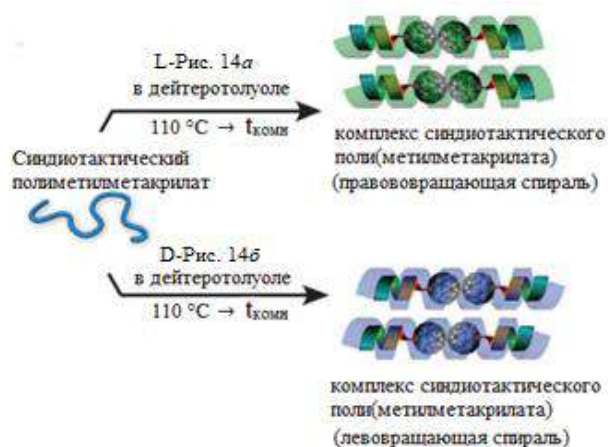 L-Рис. 14а
в дейтеротолуоле
110 °C → tкомн
комплекс синдиотактического
поли(метилметакрилата)
(правововращающая спираль)
Синдиотактический
полиметилметакрилат
D-Рис. 14б
в дейтеротолуоле
110 °C → tкомн
комплекс синдиотактического
поли(метилметакрилата)
(левовращающая спираль)